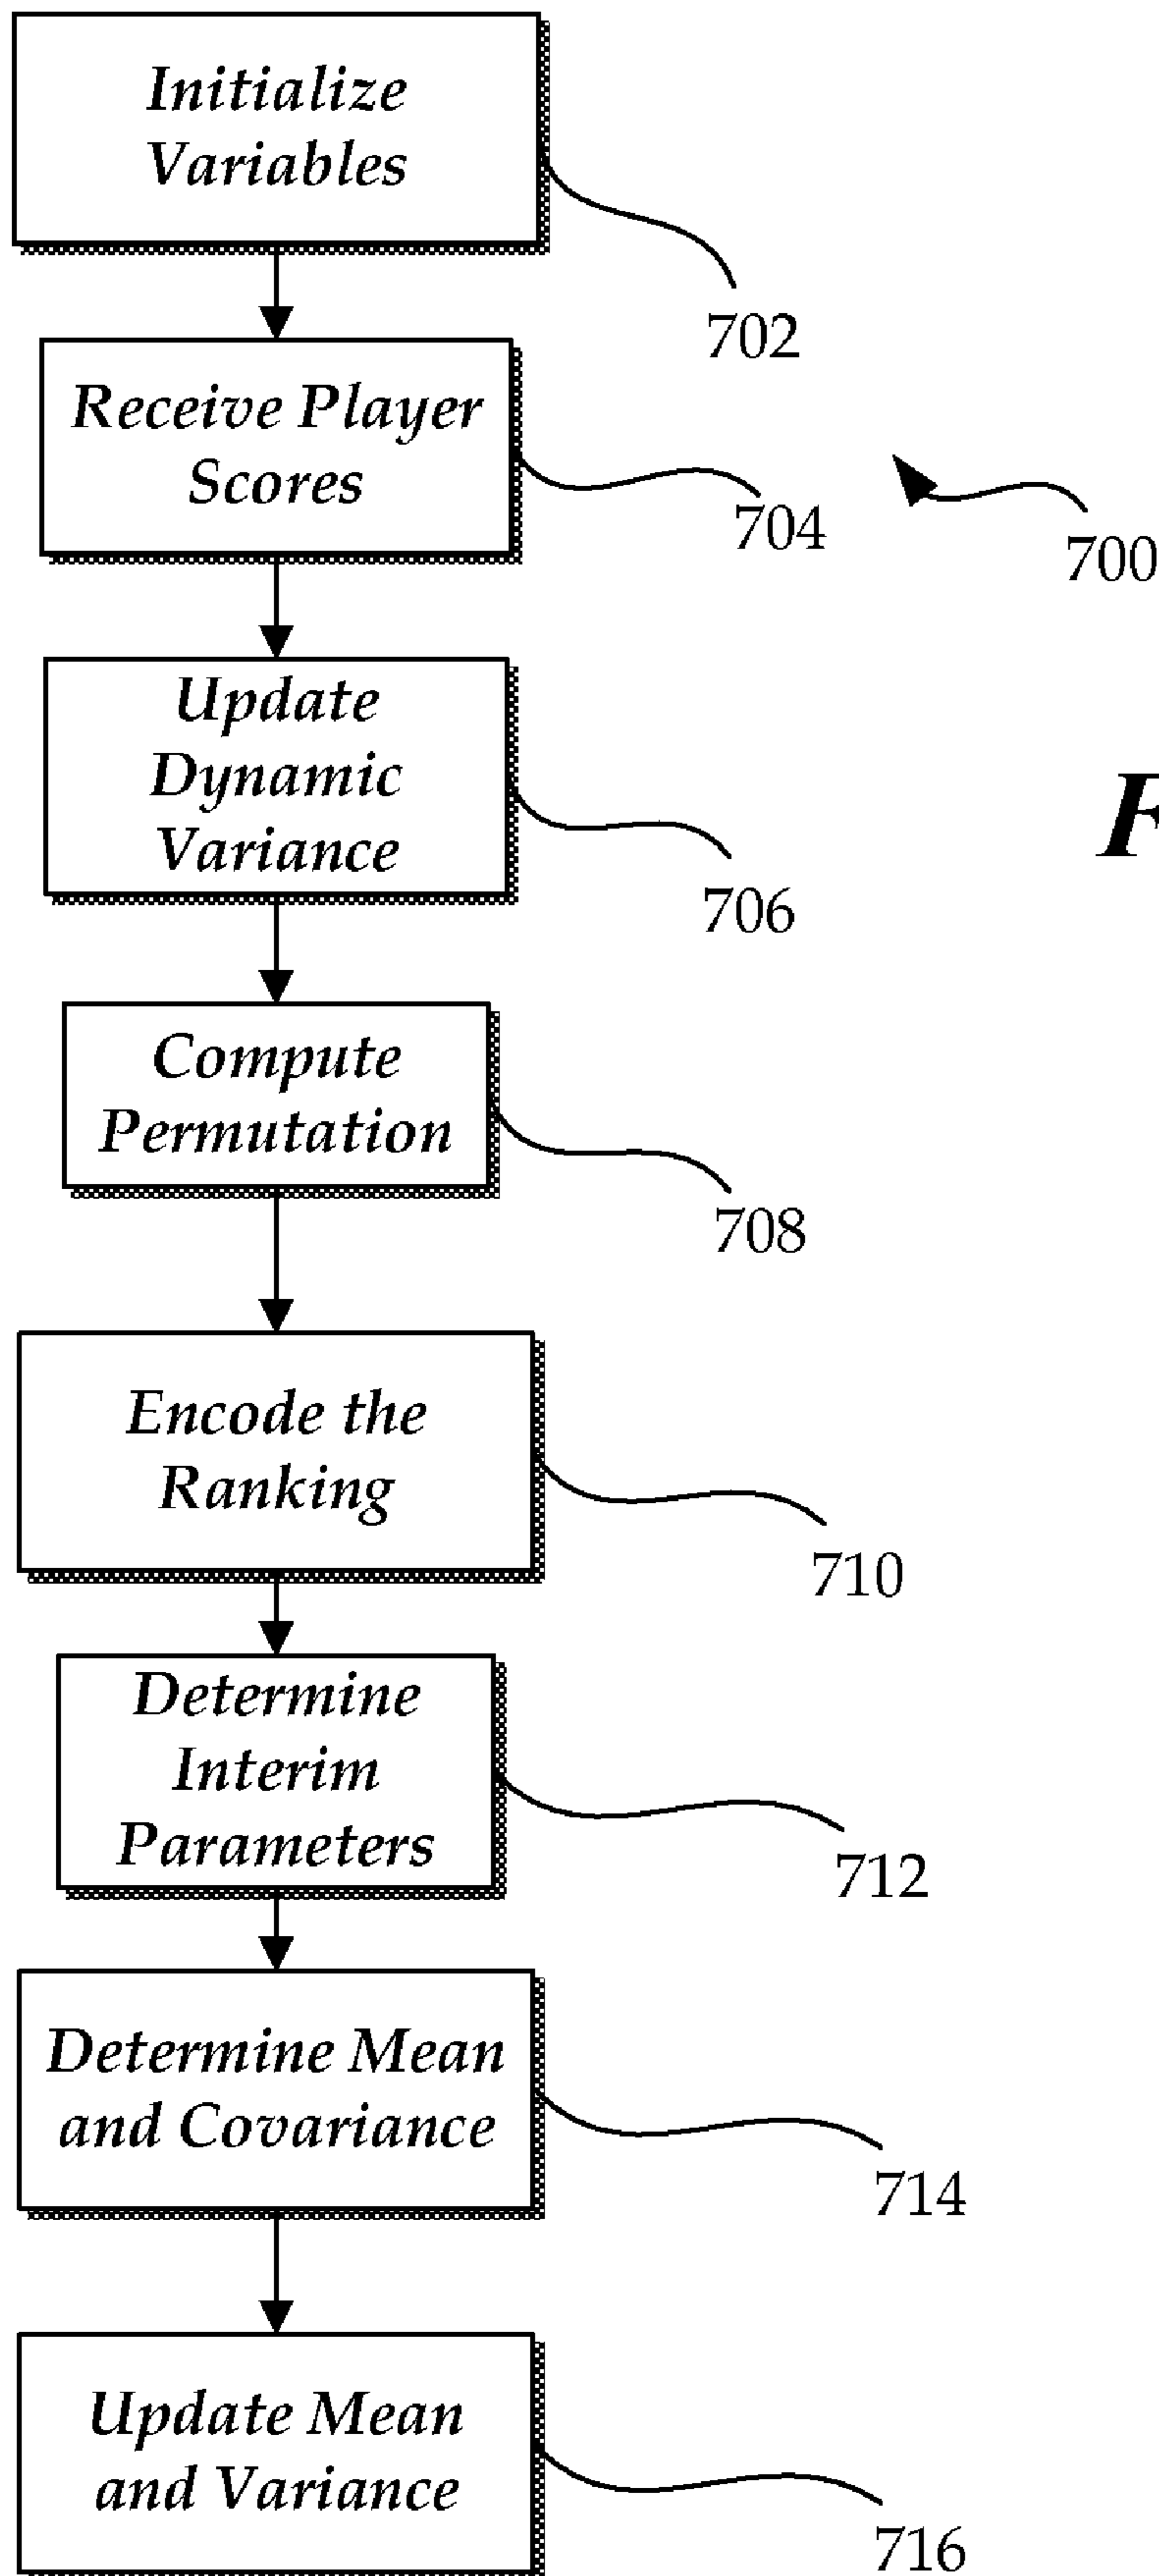 Initialize
Variables
702
Receive Player
Scores
704
700
Update
Dynamic
Variance
706
F
Compute
Permutation
708
Encode the
Ranking
710
Determine
Interim
Parameters
712
Determine Mean
and Covariance
714
Update Mean
and Variance
716